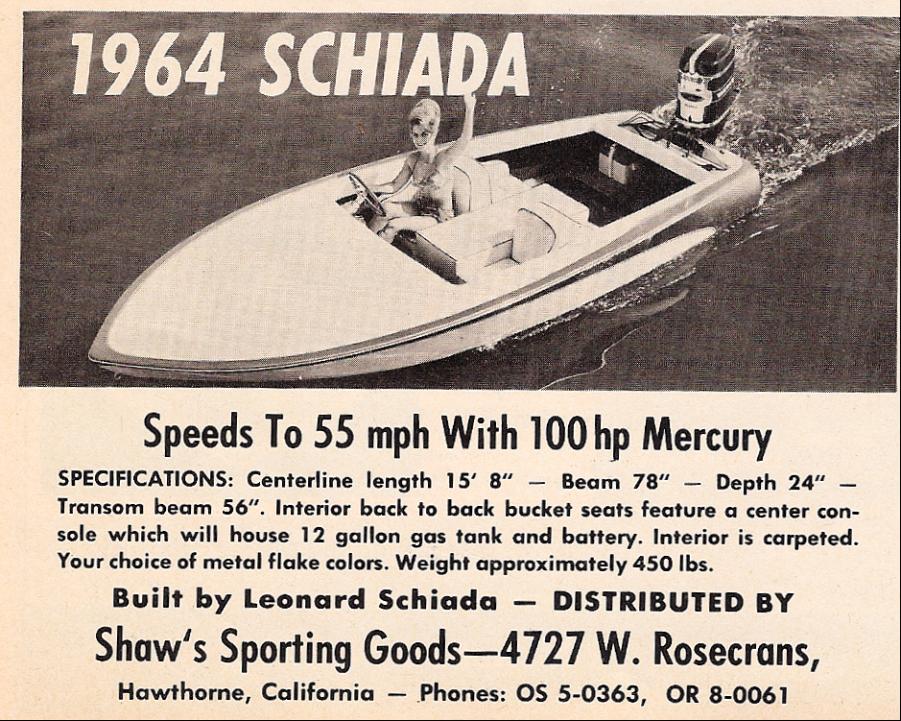 1964 SCHIADA
Speeds To 55 mph With 100 hp Mercury
SPECIFICATIONS: Centerline length 15' 8" — Beam 78" — Depth 24" —
Transom beam 56". Interior back to back bucket seats feature a center con-
sole which will house 12 gallon gas tank and battery. Interior is carpeted.
Your choice of metal flake colors. Weight approximately 450 lbs.
Built by Leonard Schiada — DISTRIBUTED BY
Shaw's Sporting Goods—4727 W. Rosecrans,
Hawthorne, California — Phones: OS 5-0363, OR 8-0061